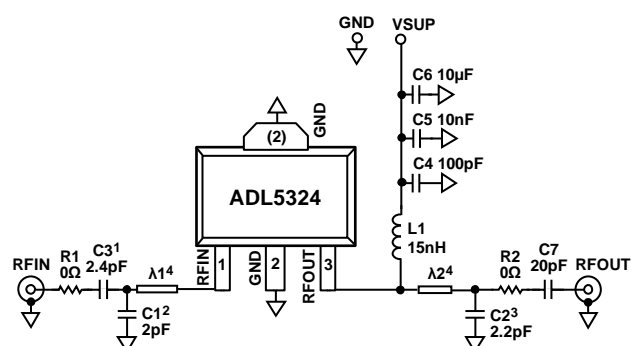 GND
VSUP
C6 10µF
C5 10nF
C4 100pF
GND
(2)
ADL5324
L1
15nH
RFIN
1
GND
2
RFOUT
3
RFIN
R1
0Ω
C3¹
2.4pF
λ1⁴
C1²
2pF
λ2⁴
R2
0Ω
C7
20pF
RFOUT
C2³
2.2pF